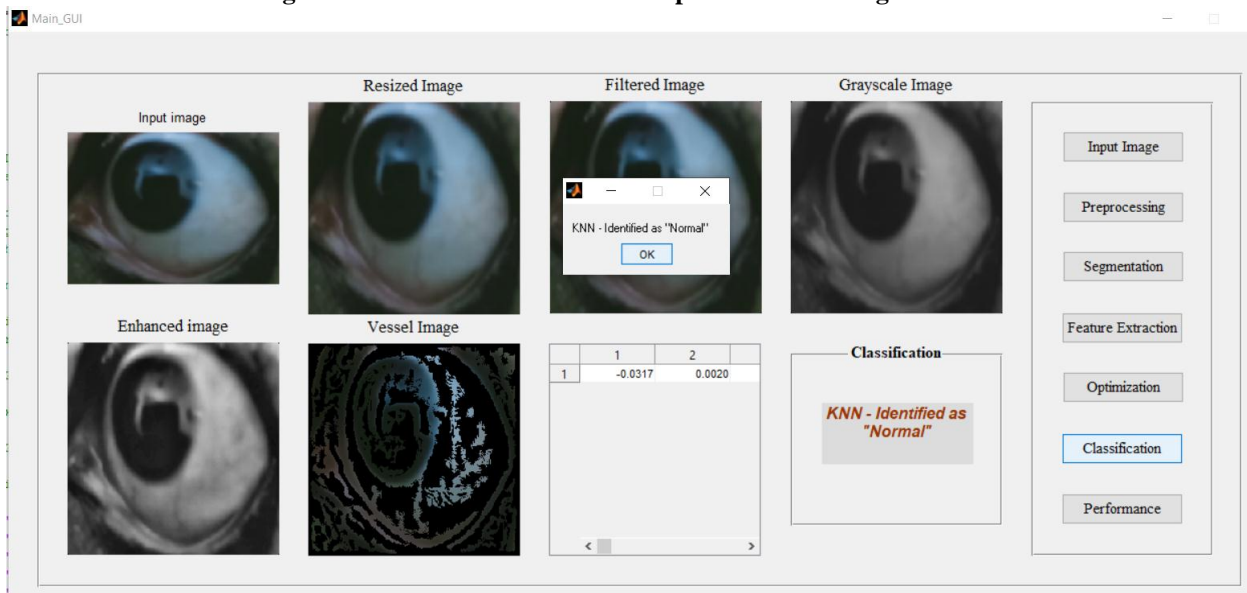 Main_GUI
Input image
Resized Image
Filtered Image
Grayscale Image
KNN - Identified as "Normal"
OK
Enhanced image
Vessel Image
1 2
1 -0.0317 0.0020
Classification
KNN - Identified as
"Normal"
Input Image
Preprocessing
Segmentation
Feature Extraction
Optimization
Classification
Performance